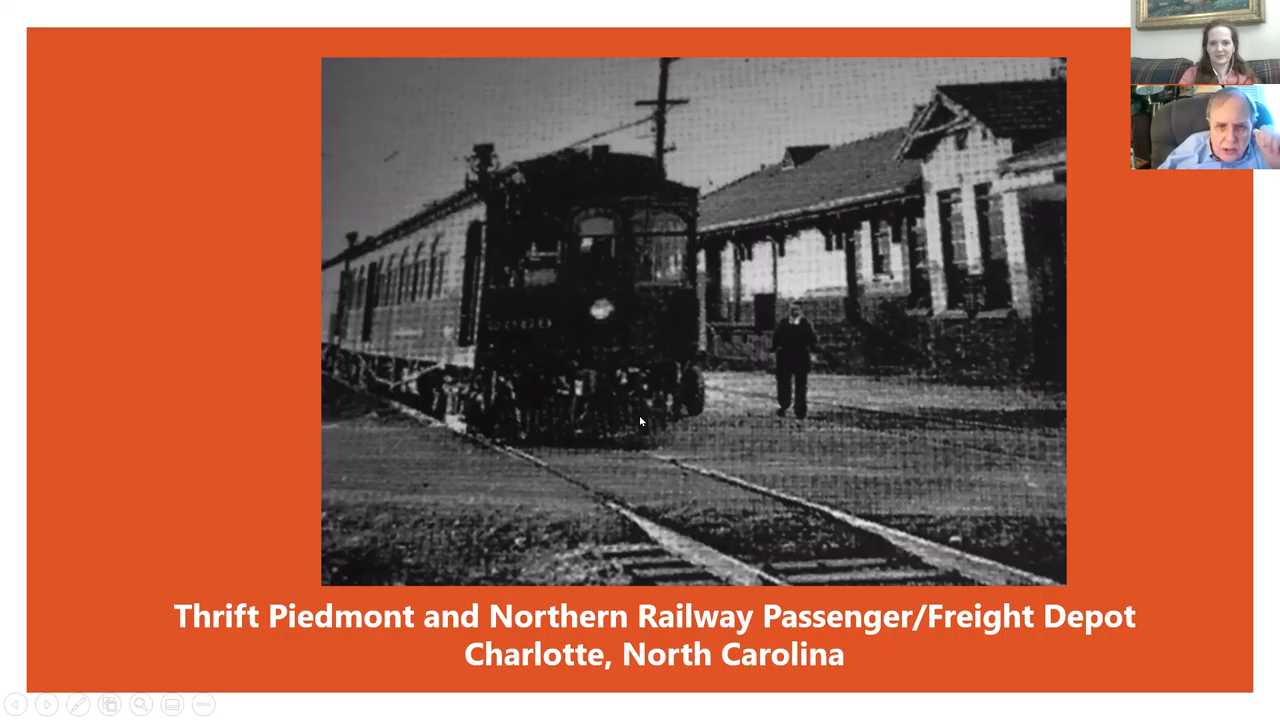 Thrift Piedmont and Northern Railway Passenger/Freight Depot
Charlotte, North Carolina